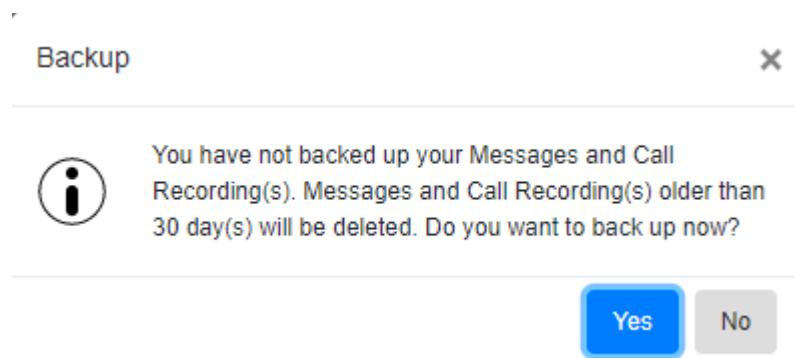 Backup
You have not backed up your Messages and Call
Recording(s). Messages and Call Recording(s) older than
30 day(s) will be deleted. Do you want to back up now?
Yes No